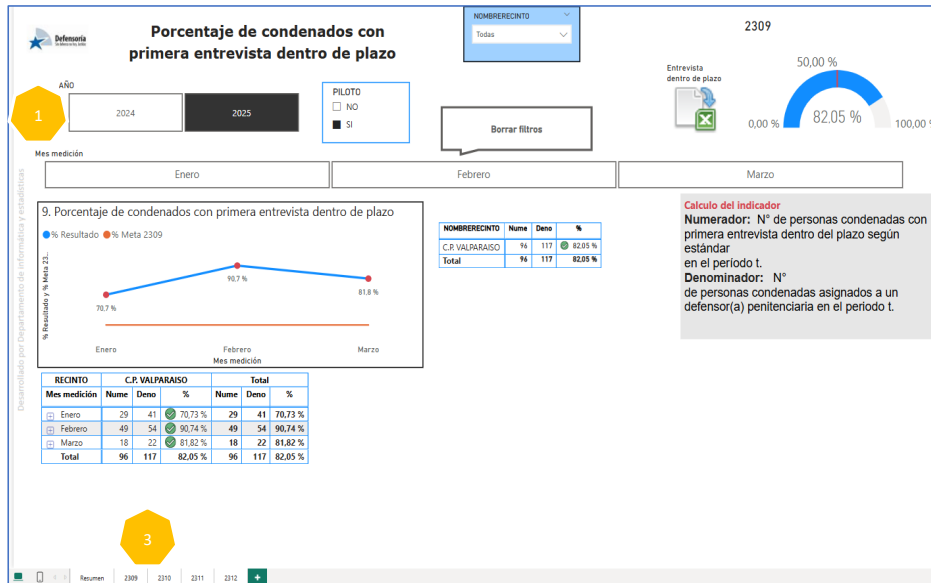 Defensoría
Sin defensa no hay Justicia
Porcentaje de condenados con
primera entrevista dentro de plazo
NOMBRERECINTO
Todas
2309
Entrevista
dentro de plazo
50,00 %
82.05 %
0,00 %
100,00 %
1
AÑO
2024
2025
PILOTO
NO
SI
Borrar filtros
Mes medición
Enero
Febrero
Marzo
Desarrollado por Departamento de informática y estadísticas
9. Porcentaje de condenados con primera entrevista dentro de plazo
% Resultado % Meta 2309
% Resultado y % Meta 23...
70.7 %
90.7 %
81,8 %
Enero
Febrero
Marzo
Mes medición
NOMBRERECINTO Nume Deno %
C.P. VALPARAISO 96 117 82,05 %
Total 96 117 82,05 %
Calculo del indicador
Numerador: N° de personas condenadas con
primera entrevista dentro del plazo según
estándar
en el período t.
Denominador: N°
de personas condenadas asignados a un
defensor(a) penitenciaria en el periodo t.
RECINTO C.P. VALPARAISO Total
Mes medición Nume Deno % Nume Deno %
Enero 29 41 70,73 % 29 41 70,73 %
Febrero 49 54 90,74 % 49 54 90,74 %
Marzo 18 22 81,82 % 18 22 81,82 %
Total 96 117 82,05 % 96 117 82,05 %
3
Resumen 2309 2310 2311 2312 +